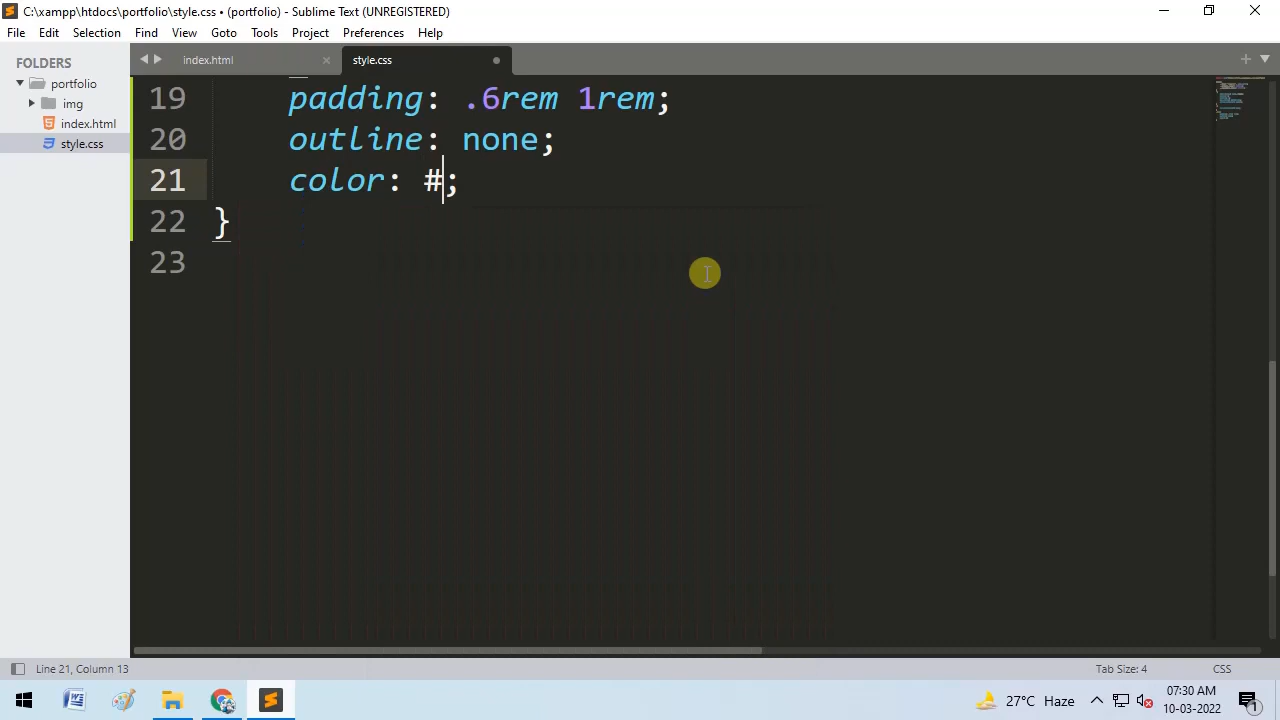 C:\xampp\htdocs\portfolio\style.css • (portfolio) - Sublime Text (UNREGISTERED)
File Edit Selection Find View Goto Tools Project Preferences Help
FOLDERS
portfolio
img
index.html
style.css
index.html
style.css
19 padding: .6rem 1rem;
20 outline: none;
21 color: #;
22 }
23
Line 21, Column 13
Tab Size: 4
CSS
27°C Haze
07:30 AM
10-03-2022
1